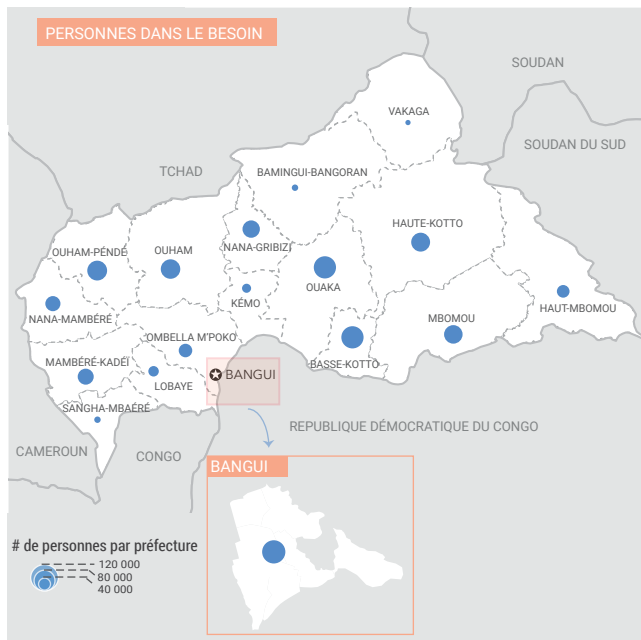 PERSONNES DANS LE BESOIN
SOUDAN
VAKAGA
SOUDAN DU SUD
TCHAD
BAMINGUI-BANGORAN
HAUTE-KOTTO
OUHAM-PÉNDÉ
OUHAM
NANA-GRIBIZI
OUAKA
KÉMO
HAUT-MBOMOU
NANA-MAMBÉRÉ
MBOMOU
OMBELLA M'POKO
MAMBÉRÉ-KADÉÏ
BASSE-KOTTO
BANGUI
LOBAYE
SANGHA-MBAÉRÉ
REPUBLIQUE DÉMOCRATIQUE DU CONGO
CAMEROUN
CONGO
BANGUI
# de personnes par préfecture
120 000
80 000
40 000